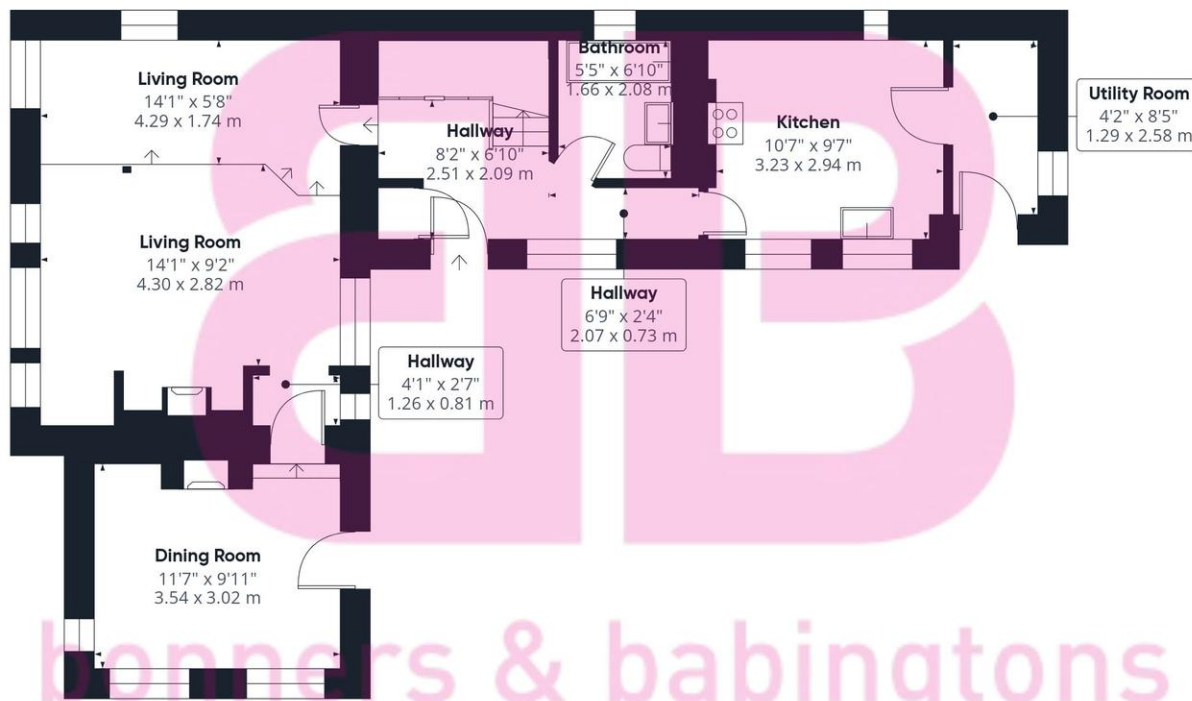 Living Room
14'1" x 5'8"
4.29 x 1.74 m
Hallway
8'2" x 6'10"
2.51 x 2.09 m
Bathroom
5'5" x 6'10"
1.66 x 2.08 m
Kitchen
10'7" x 9'7"
3.23 x 2.94 m
Utility Room
4'2" x 8'5"
1.29 x 2.58 m
Living Room
14'1" x 9'2"
4.30 x 2.82 m
Hallway
6'9" x 2'4"
2.07 x 0.73 m
Hallway
4'1" x 2'7"
1.26 x 0.81 m
Dining Room
11'7" x 9'11"
3.54 x 3.02 m
BB
bonners & babingtons